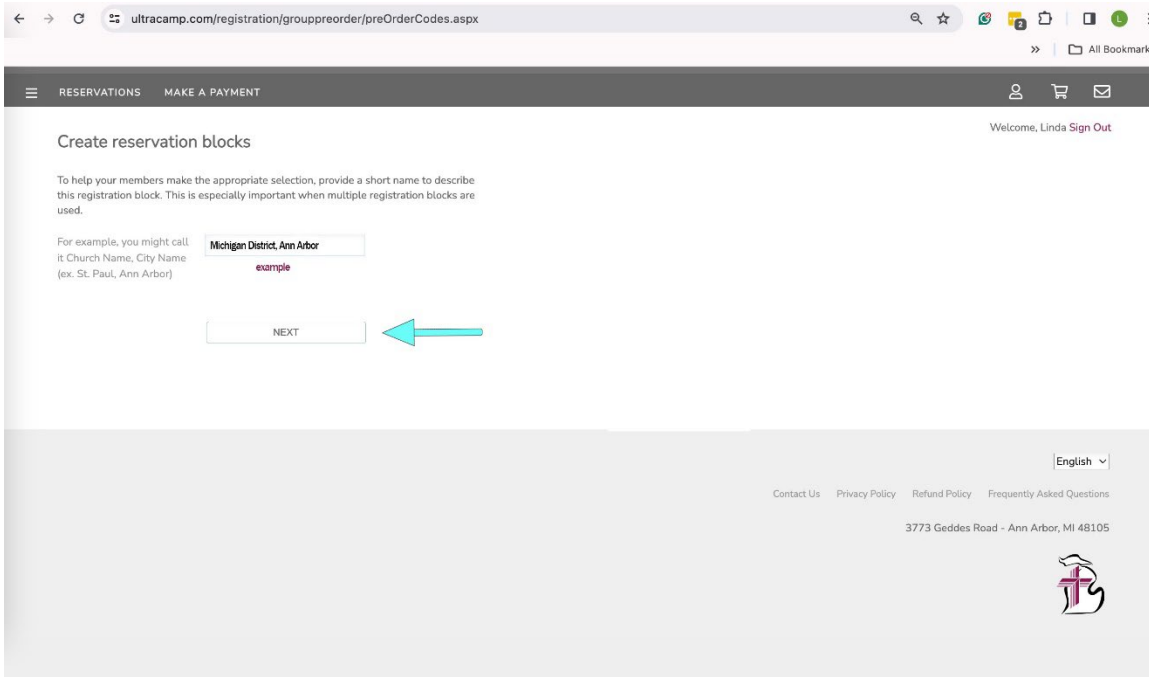 ultracamp.com/registration/grouppreorder/preOrderCodes.aspx
2
L
» All Bookmark
RESERVATIONS MAKE A PAYMENT
Welcome, Linda Sign Out
Create reservation blocks
To help your members make the appropriate selection, provide a short name to describe
this registration block. This is especially important when multiple registration blocks are
used.
For example, you might call
it Church Name, City Name
(ex. St. Paul, Ann Arbor)
Michigan District, Ann Arbor
example
NEXT
English
Contact Us Privacy Policy Refund Policy Frequently Asked Questions
3773 Geddes Road - Ann Arbor, MI 48105